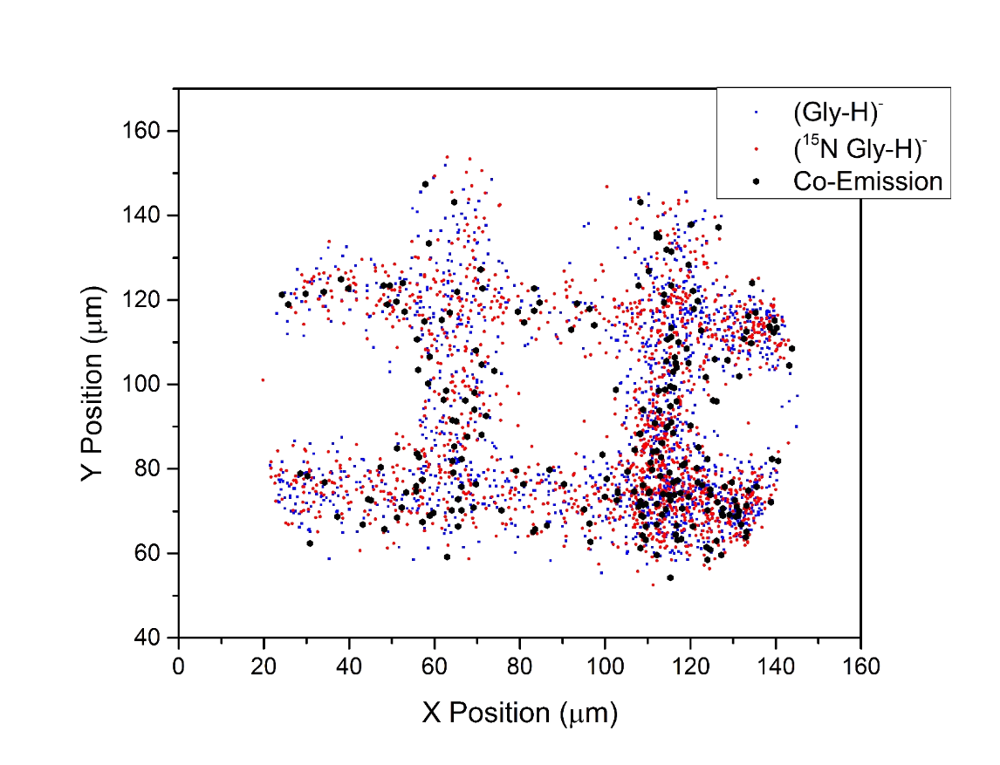 (Gly-H)⁻
(¹⁵N Gly-H)⁻
Co-Emission
160
140
120
100
80
60
40
Y Position (μm)
0 20 40 60 80 100 120 140 160
X Position (μm)